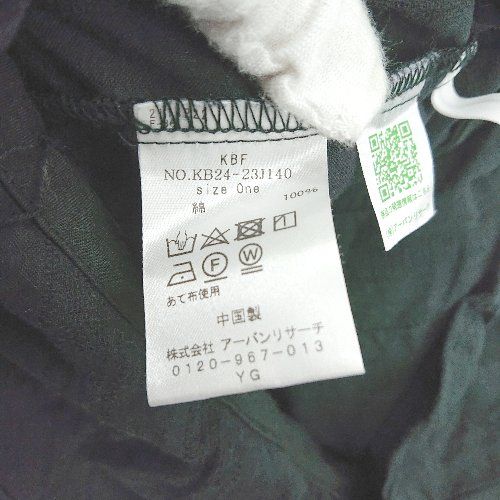 KBF
NO.KB24-23J140
size One
綿 100%
あて布使用
中国製
株式会社 アーバンリサーチ
0120-967-013
YG